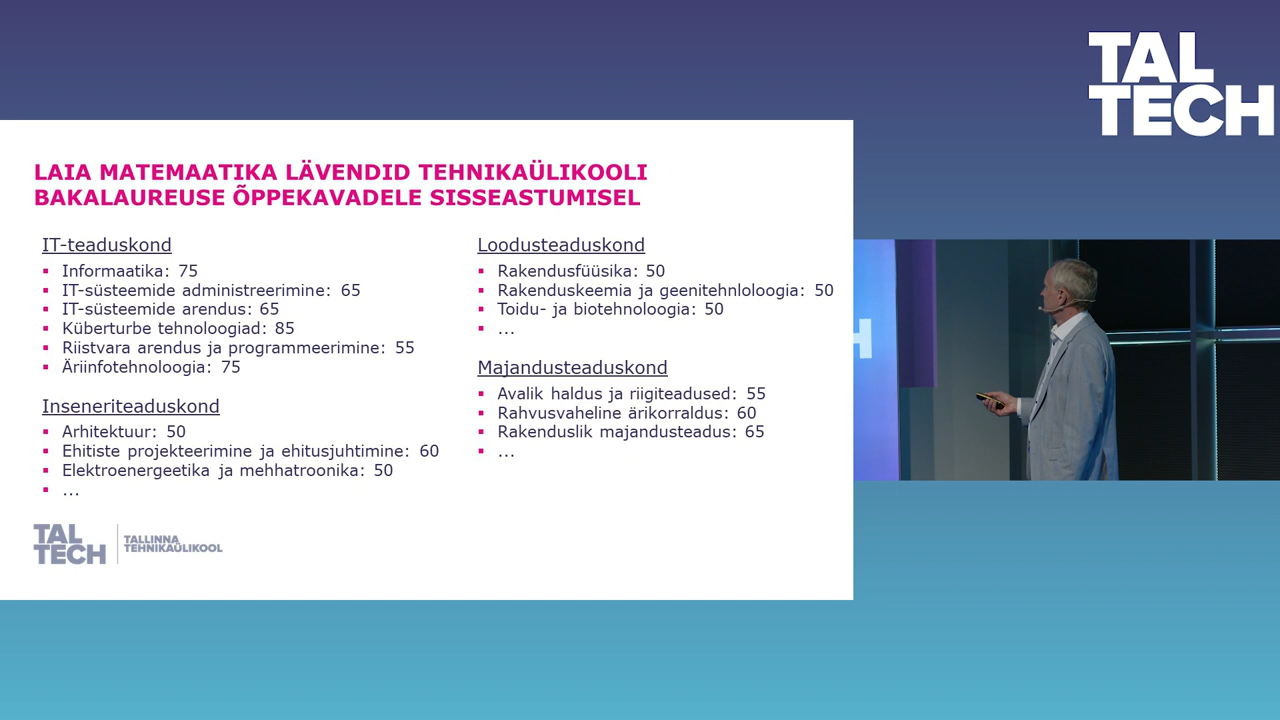 TAL
TECH
LAIA MATEMAATIKA LÄVENDID TEHNIKAÜLIKOOLI
BAKALAUREUSE ÕPPEKAVADELE SISSEASTUMISEL
IT-teaduskond
Informaatika: 75
IT-süsteemide administreerimine: 65
IT-süsteemide arendus: 65
Küberturbe tehnoloogiad: 85
Riistvara arendus ja programmeerimine: 55
Äriinfotehnoloogia: 75
Inseneriteaduskond
Arhitektuur: 50
Ehitiste projekteerimine ja ehitusjuhtimine: 60
Elektroenergeetika ja mehhatroonika: 50
...
Loodusteaduskond
Rakendusfüüsika: 50
Rakenduskeemia ja geenitehnloloogia: 50
Toidu- ja biotehnoloogia: 50
...
Majandusteaduskond
Avalik haldus ja riigiteadused: 55
Rahvusvaheline ärikorraldus: 60
Rakenduslik majandusteadus: 65
...
TAL
TECH
TALLINNA
TEHNIKAÜLIKOOL
H